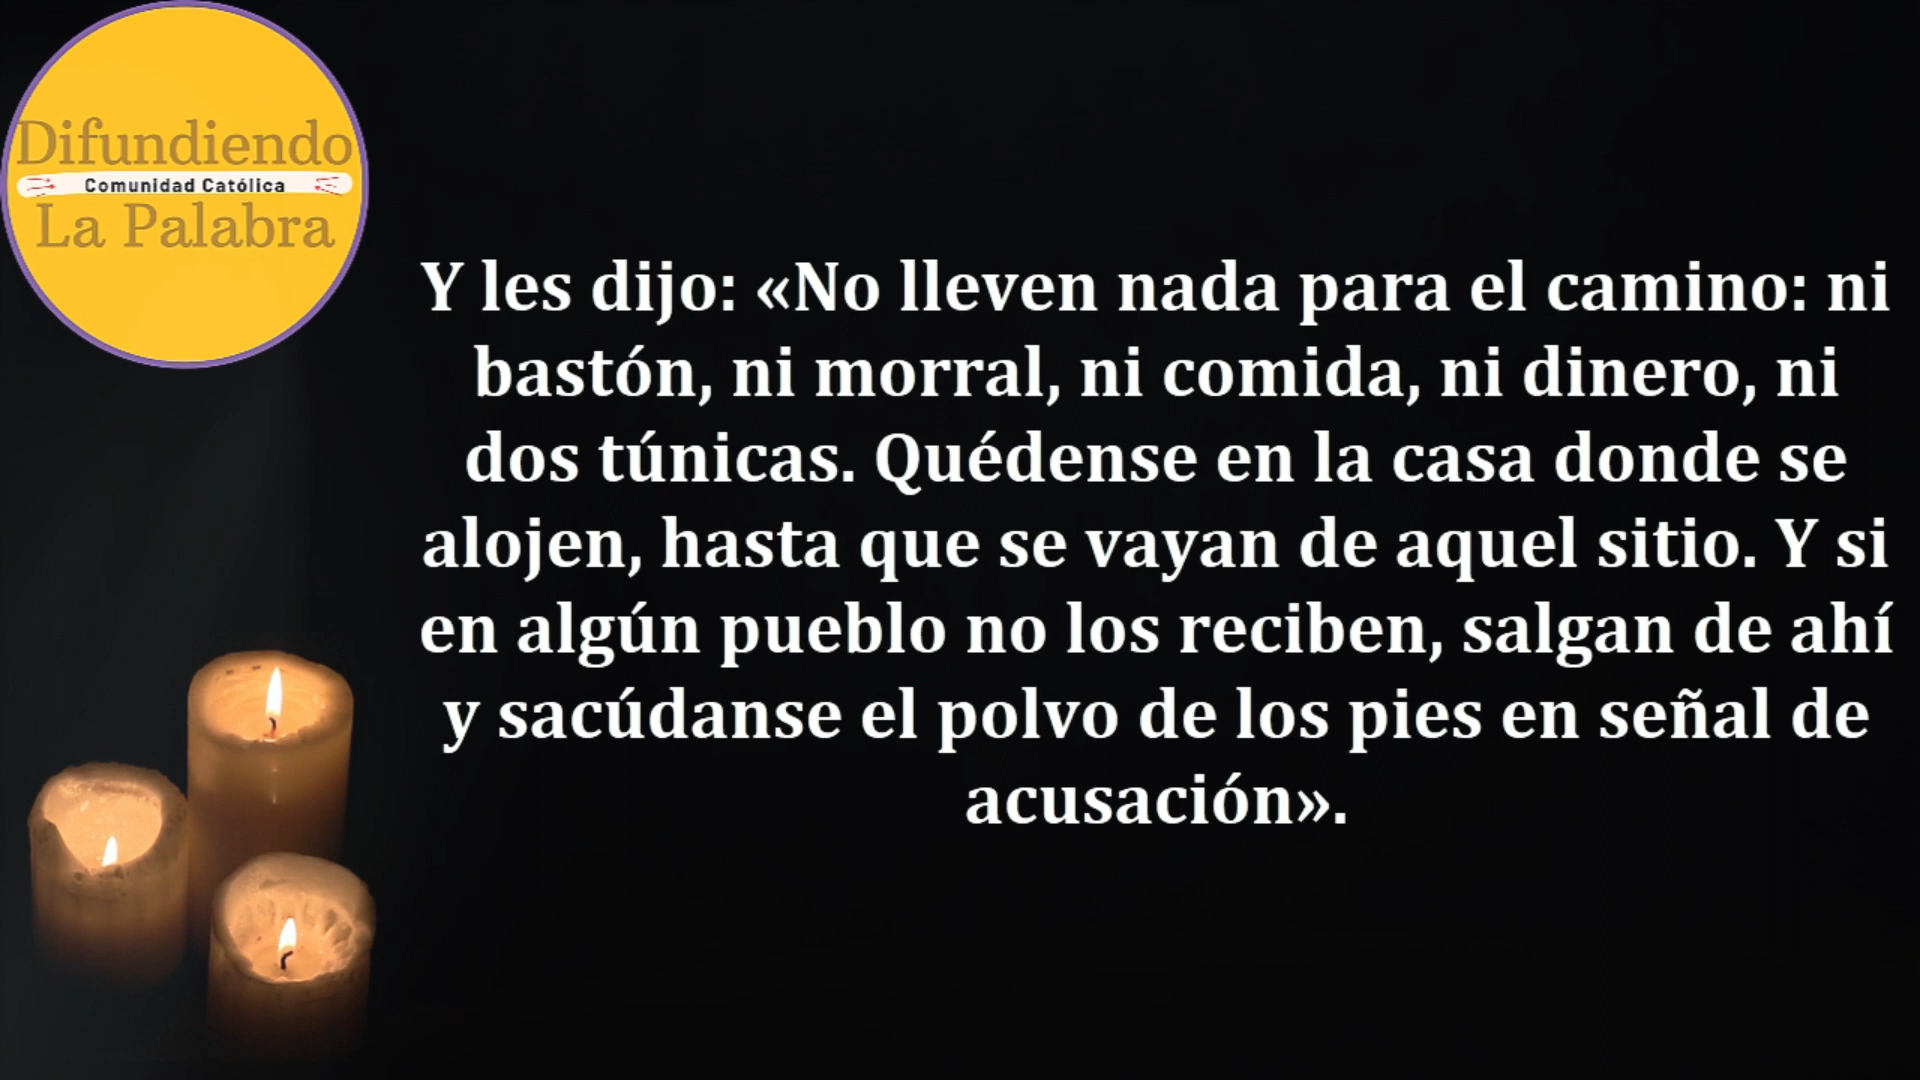 Difundiendo
Comunidad Católica
La Palabra
Y les dijo: «No lleven nada para el camino: ni
bastón, ni morral, ni comida, ni dinero, ni
dos túnicas. Quédense en la casa donde se
alojen, hasta que se vayan de aquel sitio. Y si
en algún pueblo no los reciben, salgan de ahí
y sacúdanse el polvo de los pies en señal de
acusación».